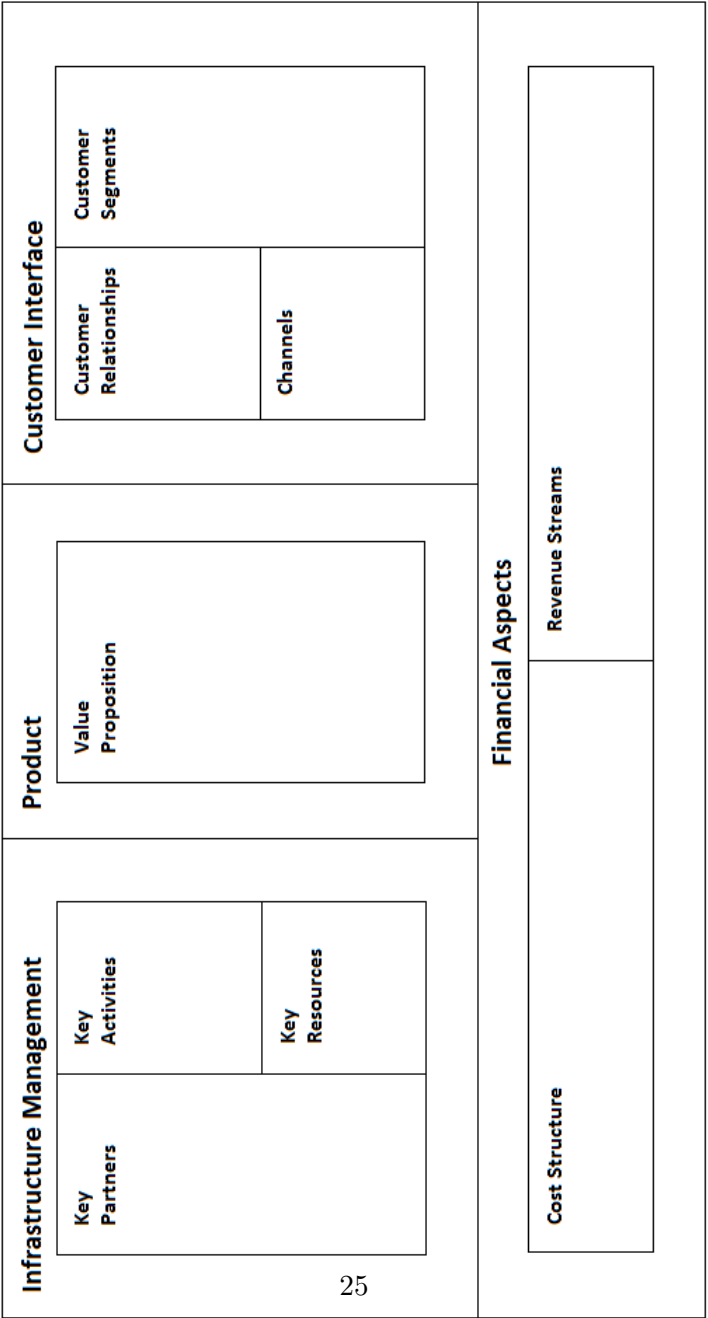 Infrastructure Management
Key
Partners
Key
Activities
Key
Resources
Product
Value
Proposition
Customer Interface
Customer
Relationships
Channels
Customer
Segments
Financial Aspects
Cost Structure
Revenue Streams
25